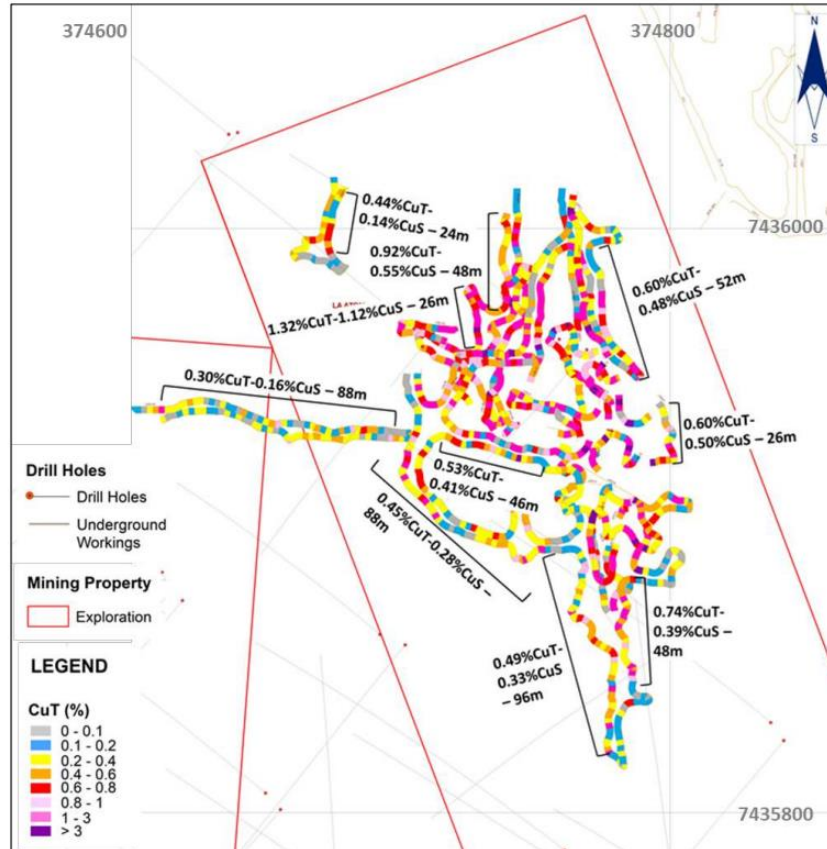 374600
374800
N
S
7436000
0.44%CuT-
0.14%CuS – 24m
0.92%CuT-
0.55%CuS – 48m
1.32%CuT-1.12%CuS – 26m
0.60%CuT-
0.48%CuS – 52m
0.30%CuT-0.16%CuS – 88m
0.60%CuT-
0.50%CuS – 26m
0.53%CuT-
0.41%CuS – 46m
0.45%CuT-0.28%CuS –
88m
0.74%CuT-
0.39%CuS –
48m
0.49%CuT-
0.33%CuS
– 96m
7435800
Drill Holes
Drill Holes
Underground
Workings
Mining Property
Exploration
LEGEND
CuT (%)
0 - 0.1
0.1 - 0.2
0.2 - 0.4
0.4 - 0.6
0.6 - 0.8
0.8 - 1
1 - 3
> 3